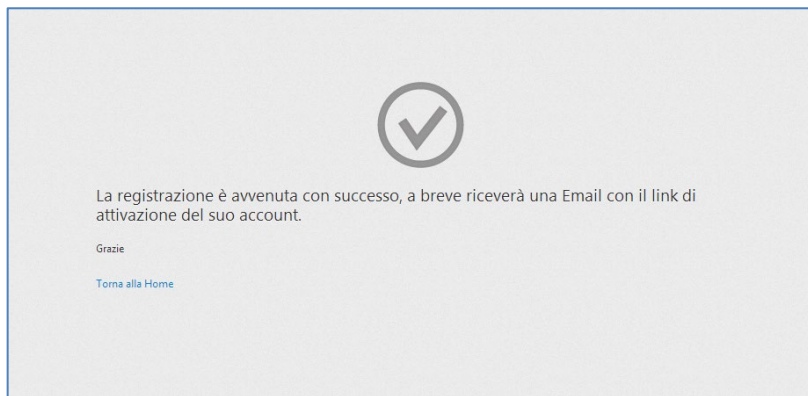 La registrazione è avvenuta con successo, a breve riceverà una Email con il link di
attivazione del suo account.
Grazie
Torna alla Home